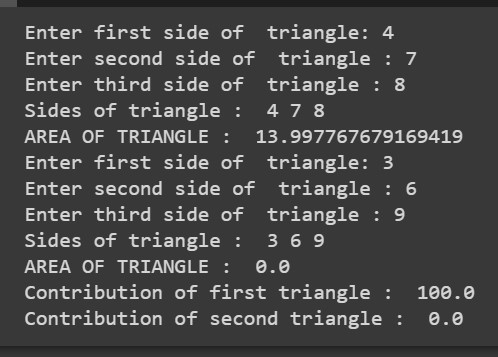 Enter first side of  triangle: 4
Enter second side of  triangle : 7
Enter third side of  triangle : 8
Sides of triangle :  4 7 8
AREA OF TRIANGLE :  13.997767679169419
Enter first side of  triangle: 3
Enter second side of  triangle : 6
Enter third side of  triangle : 9
Sides of triangle :  3 6 9
AREA OF TRIANGLE :  0.0
Contribution of first triangle :  100.0
Contribution of second triangle :  0.0